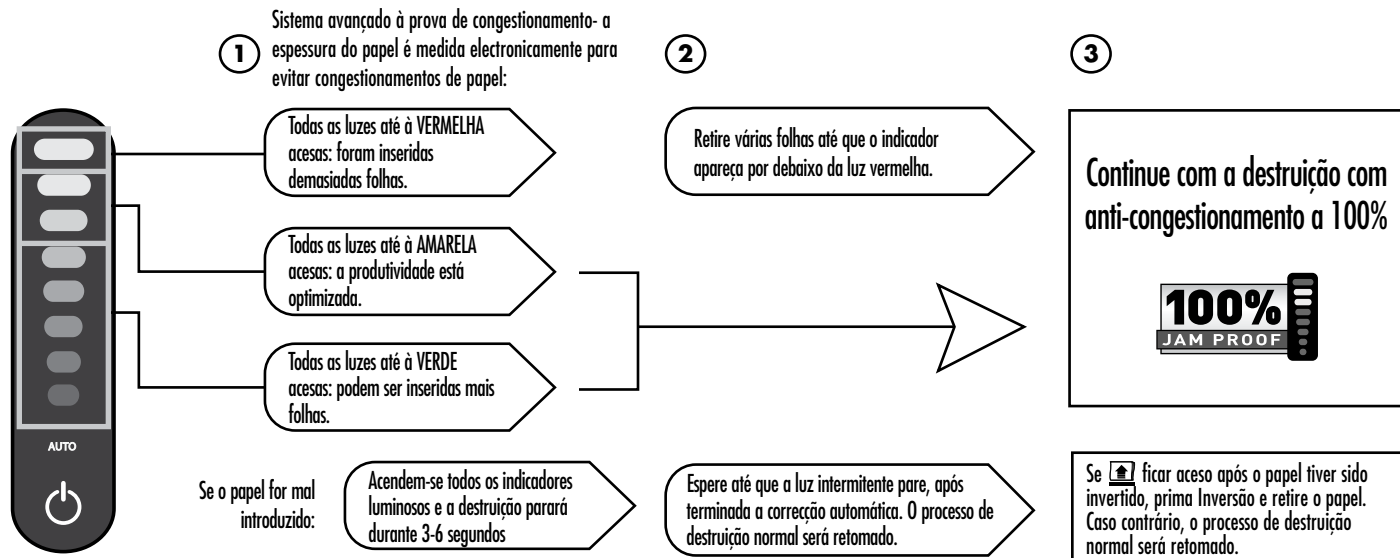 1
Sistema avançado à prova de congestionamento- a
espessura do papel é medida electronicamente para
evitar congestionamentos de papel:
Todas as luzes até à VERMELHA
acesas: foram inseridas
demasiadas folhas.
Todas as luzes até à AMARELA
acesas: a produtividade está
optimizada.
Todas as luzes até à VERDE
acesas: podem ser inseridas mais
folhas.
2
Retire várias folhas até que o indicador
apareça por debaixo da luz vermelha.
3
Continue com a destruição com
anti-congestionamento a 100%
100%
JAM PROOF
AUTO
Se o papel for mal
introduzido:
Acendem-se todos os indicadores
luminosos e a destruição parará
durante 3-6 segundos
Espere até que a luz intermitente pare, após
terminada a correcção automática. O processo de
destruição normal será retomado.
Se ficar aceso após o papel tiver sido
invertido, prima Inversão e retire o papel.
Caso contrário, o processo de destruição
normal será retomado.